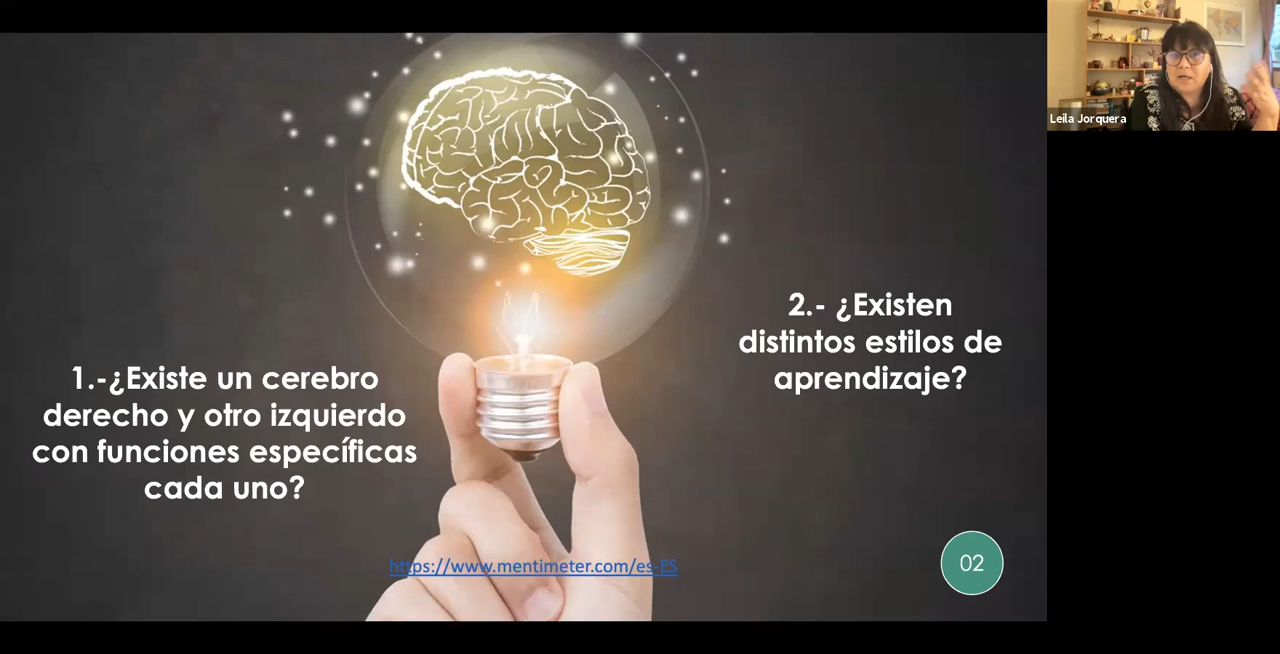 1.-¿Existe un cerebro
derecho y otro izquierdo
con funciones específicas
cada uno?
2.- ¿Existen
distintos estilos de
aprendizaje?
https://www.mentimeter.com/es-ES
02
Leila Jorquera